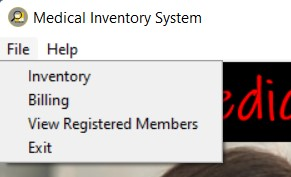 Medical Inventory System
File Help
Inventory
Billing
View Registered Members
Exit